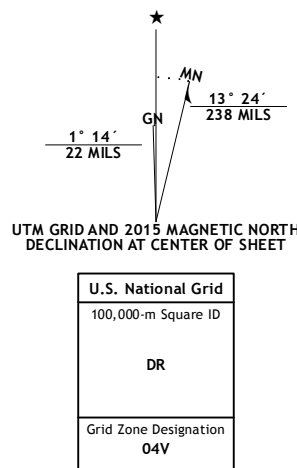 ★
MN
GN
13° 24´
238 MILS
1° 14´
22 MILS
UTM GRID AND 2015 MAGNETIC NORTH
DECLINATION AT CENTER OF SHEET
U.S. National Grid
100,000-m Square ID
DR
Grid Zone Designation
04V